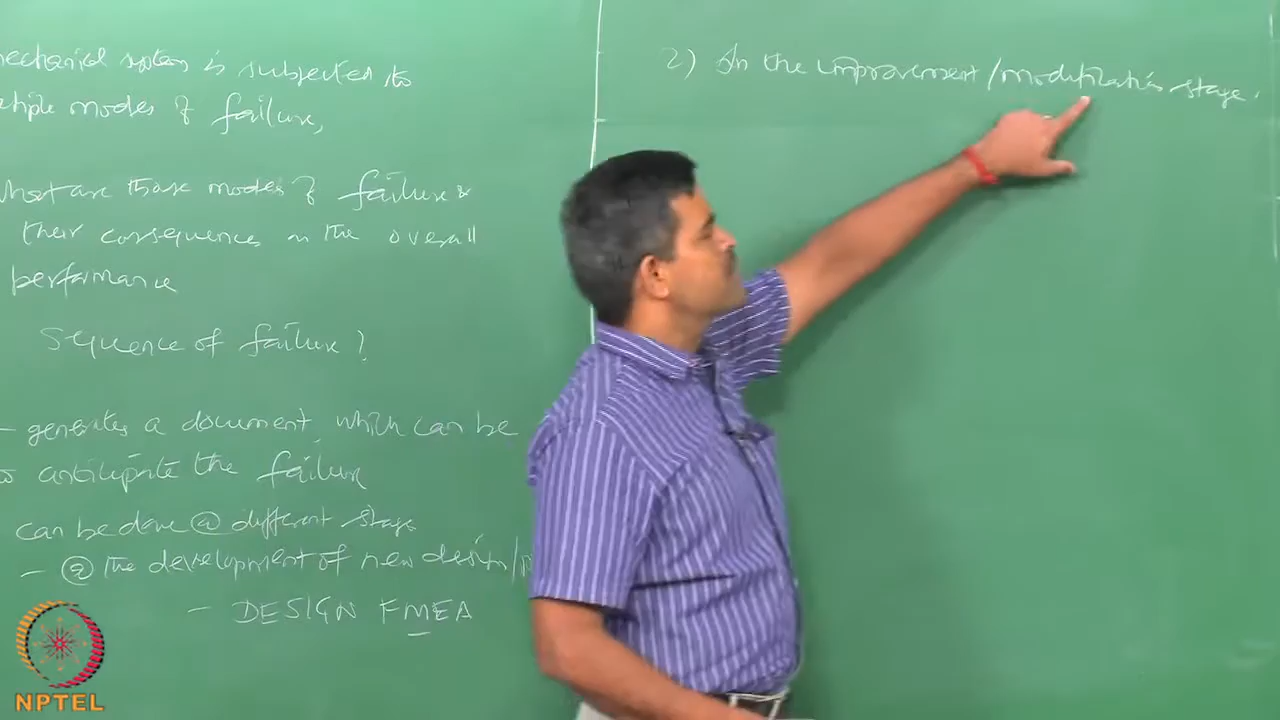 mechanical system is subjected to
multiple modes of failure,
what are those modes of failure &
their consequences on the overall
performance
Sequence of failure?
- generates a document, which can be
anticipate the failure
can be done @ different stage
- @ the development of new design/
- DESIGN FMEA
2) In the improvement/modification stage.
NPTEL